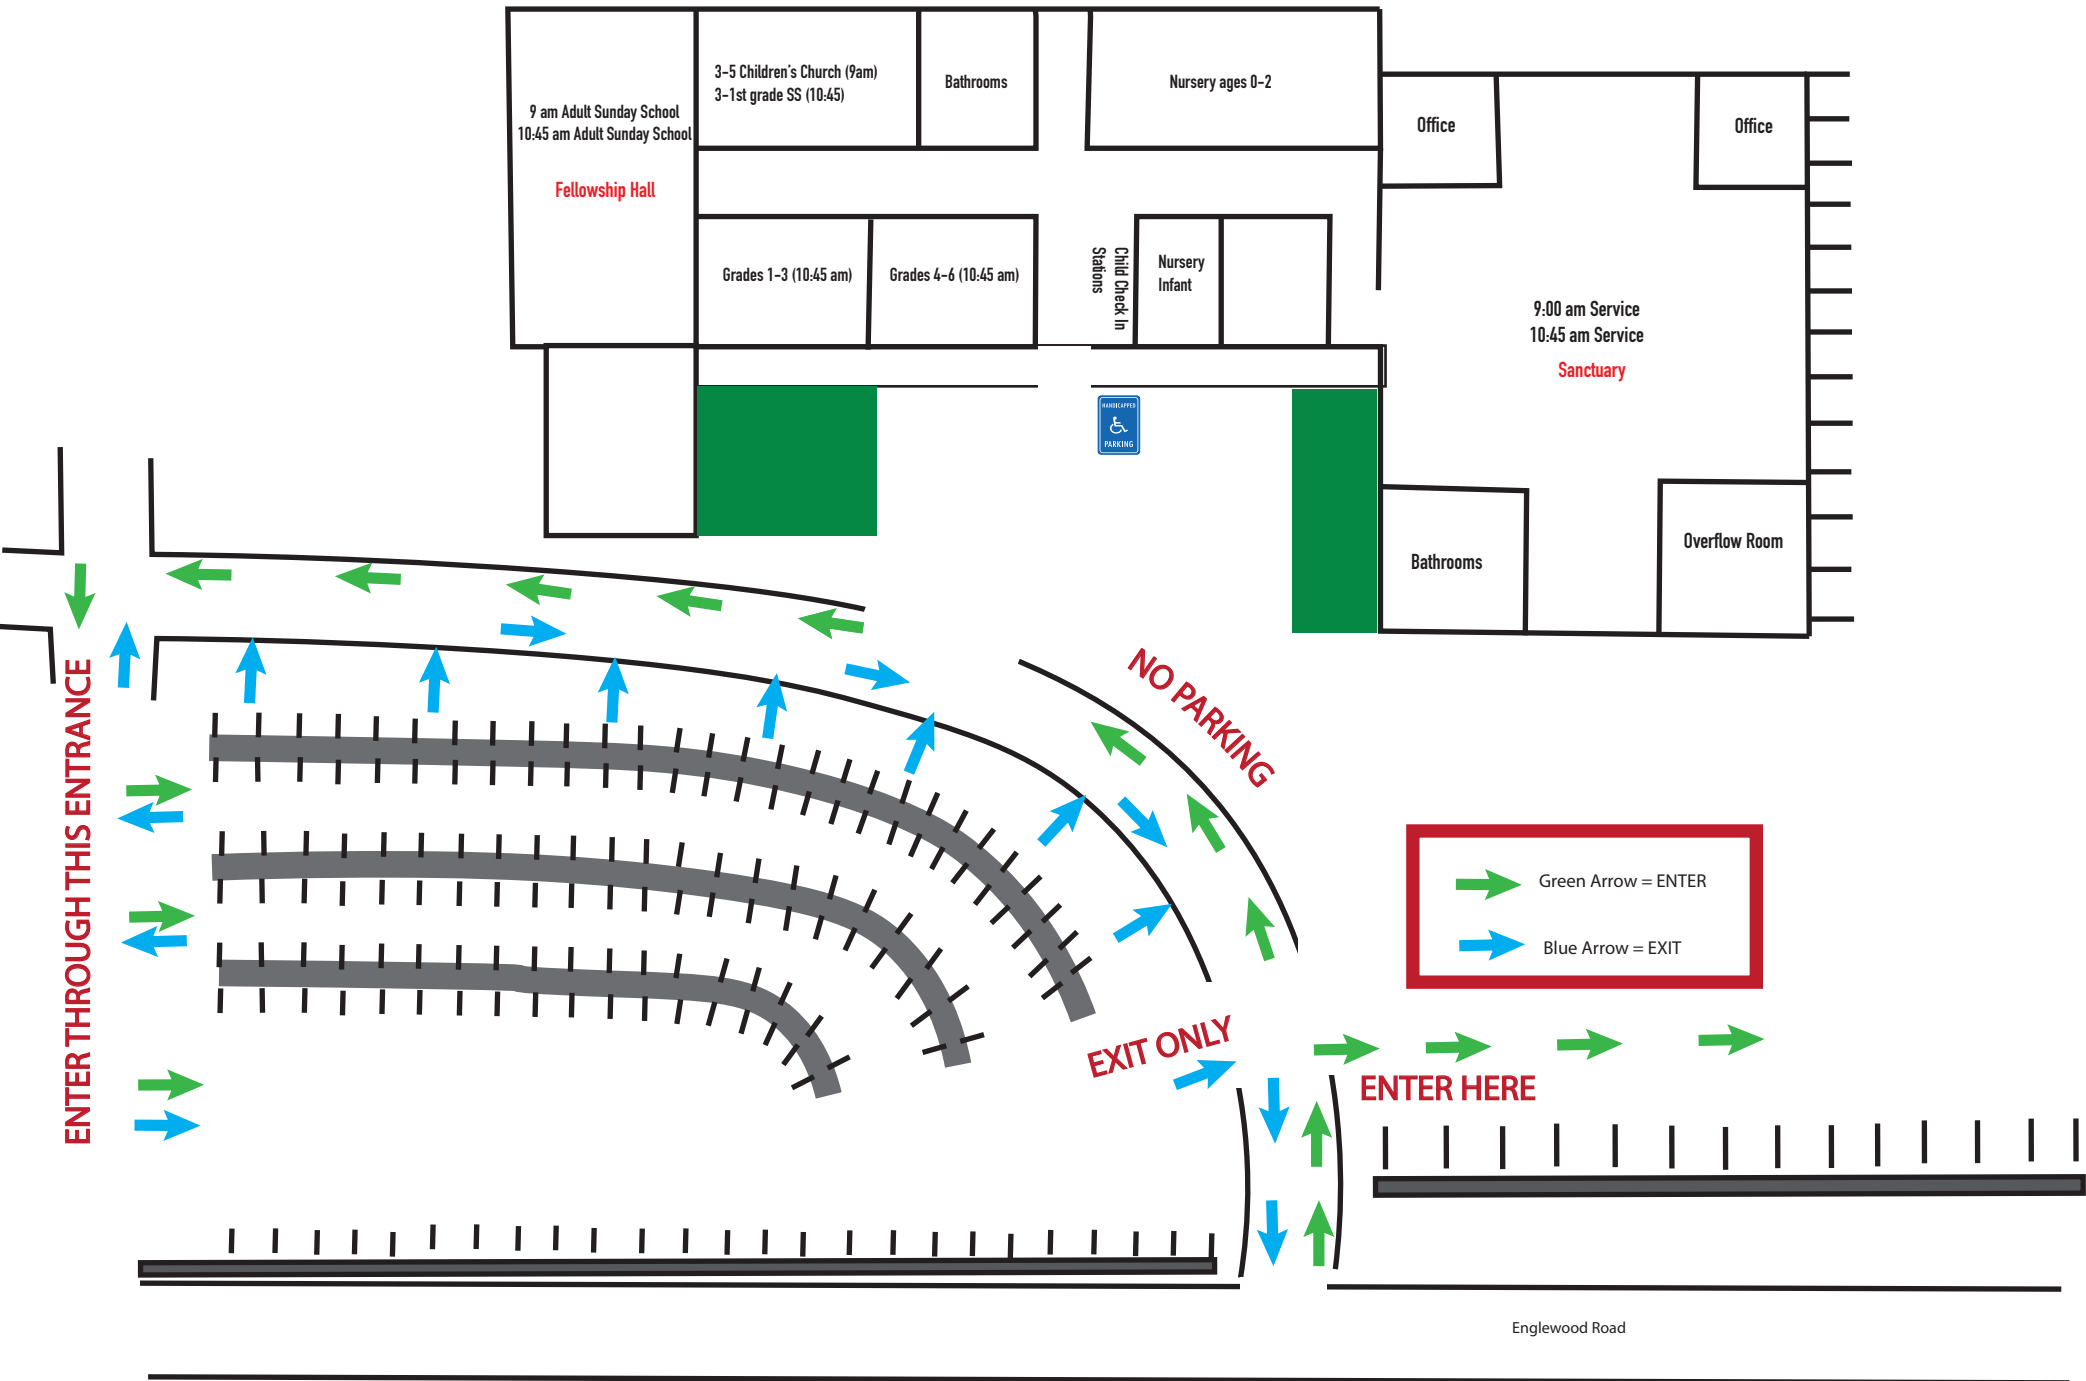 3-5 Children's Church (9am)
3-1st grade SS (10:45)
Bathrooms
Nursery ages 0-2
9 am Adult Sunday School
10:45 am Adult Sunday School
Fellowship Hall
Office
Office
Grades 1-3 (10:45 am)
Grades 4-6 (10:45 am)
Child Check In
Stations
Nursery
Infant
9:00 am Service
10:45 am Service
Sanctuary
HANDICAPPED
PARKING
Bathrooms
Overflow Room
NO PARKING
ENTER THROUGH THIS ENTRANCE
Green Arrow = ENTER
Blue Arrow = EXIT
EXIT ONLY
ENTER HERE
Englewood Road